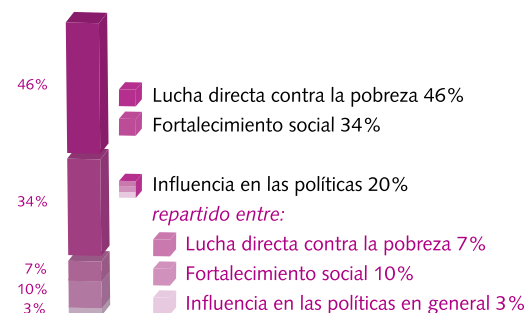 46%
34%
7%
10%
3%
Lucha directa contra la pobreza 46%
Fortalecimiento social 34%
Influencia en las políticas 20%
repartido entre:
Lucha directa contra la pobreza 7%
Fortalecimiento social 10%
Influencia en las políticas en general 3%